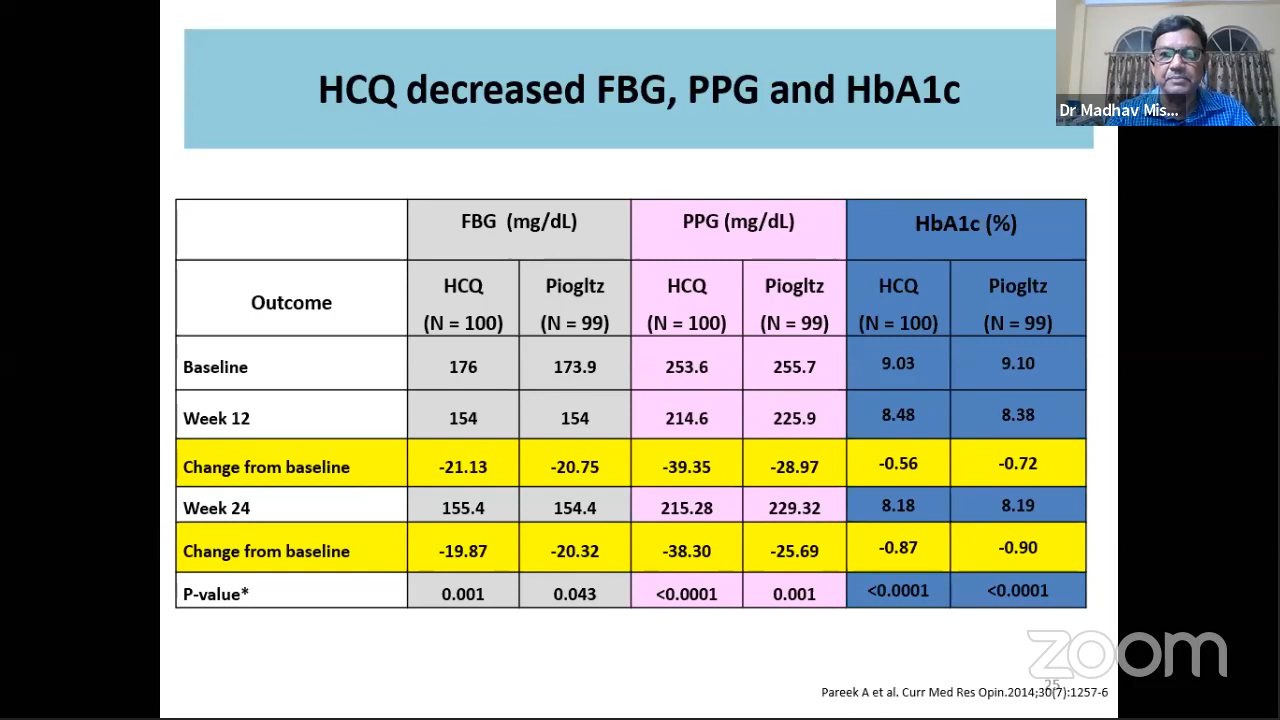 HCQ decreased FBG, PPG and HbA1c
Dr Madhav Mis...
FBG (mg/dL) PPG (mg/dL) HbA1c (%)
Outcome HCQ (N = 100) Piogltz (N = 99) HCQ (N = 100) Piogltz (N = 99) HCQ (N = 100) Piogltz (N = 99)
Baseline 176 173.9 253.6 255.7 9.03 9.10
Week 12 154 154 214.6 225.9 8.48 8.38
Change from baseline -21.13 -20.75 -39.35 -28.97 -0.56 -0.72
Week 24 155.4 154.4 215.28 229.32 8.18 8.19
Change from baseline -19.87 -20.32 -38.30 -25.69 -0.87 -0.90
P-value* 0.001 0.043 <0.0001 0.001 <0.0001 <0.0001
zoom
25
Pareek A et al. Curr Med Res Opin.2014;30(7):1257-6